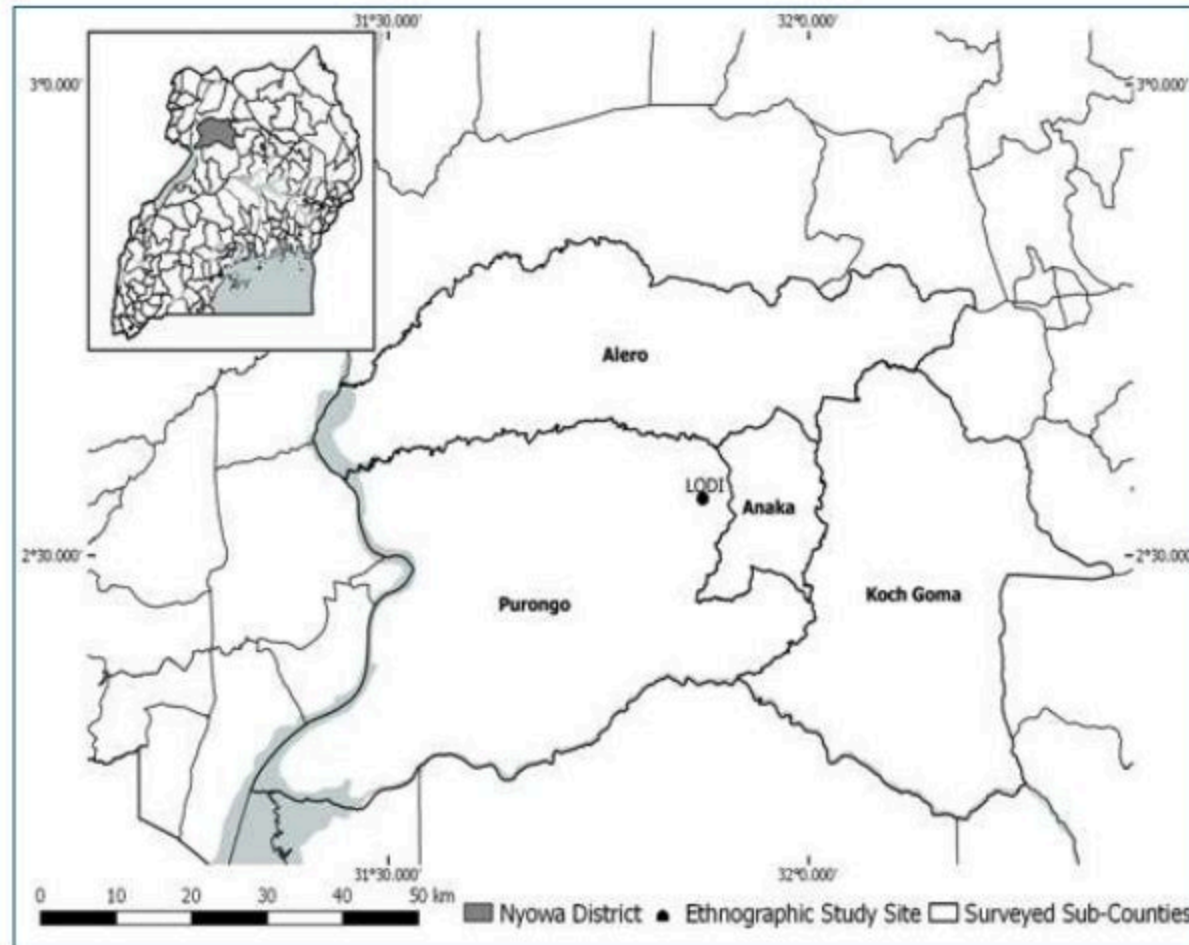 31°30.000'
32°0.000'
3°0.000'
3°0.000'
Alero
LODI
Anaka
2°30.000'
2°30.000'
Purongo
Koch Goma
31°30.000'
32°0.000'
0 10 20 30 40 50 km
Nyowa District
Ethnographic Study Site
Surveyed Sub-Counties